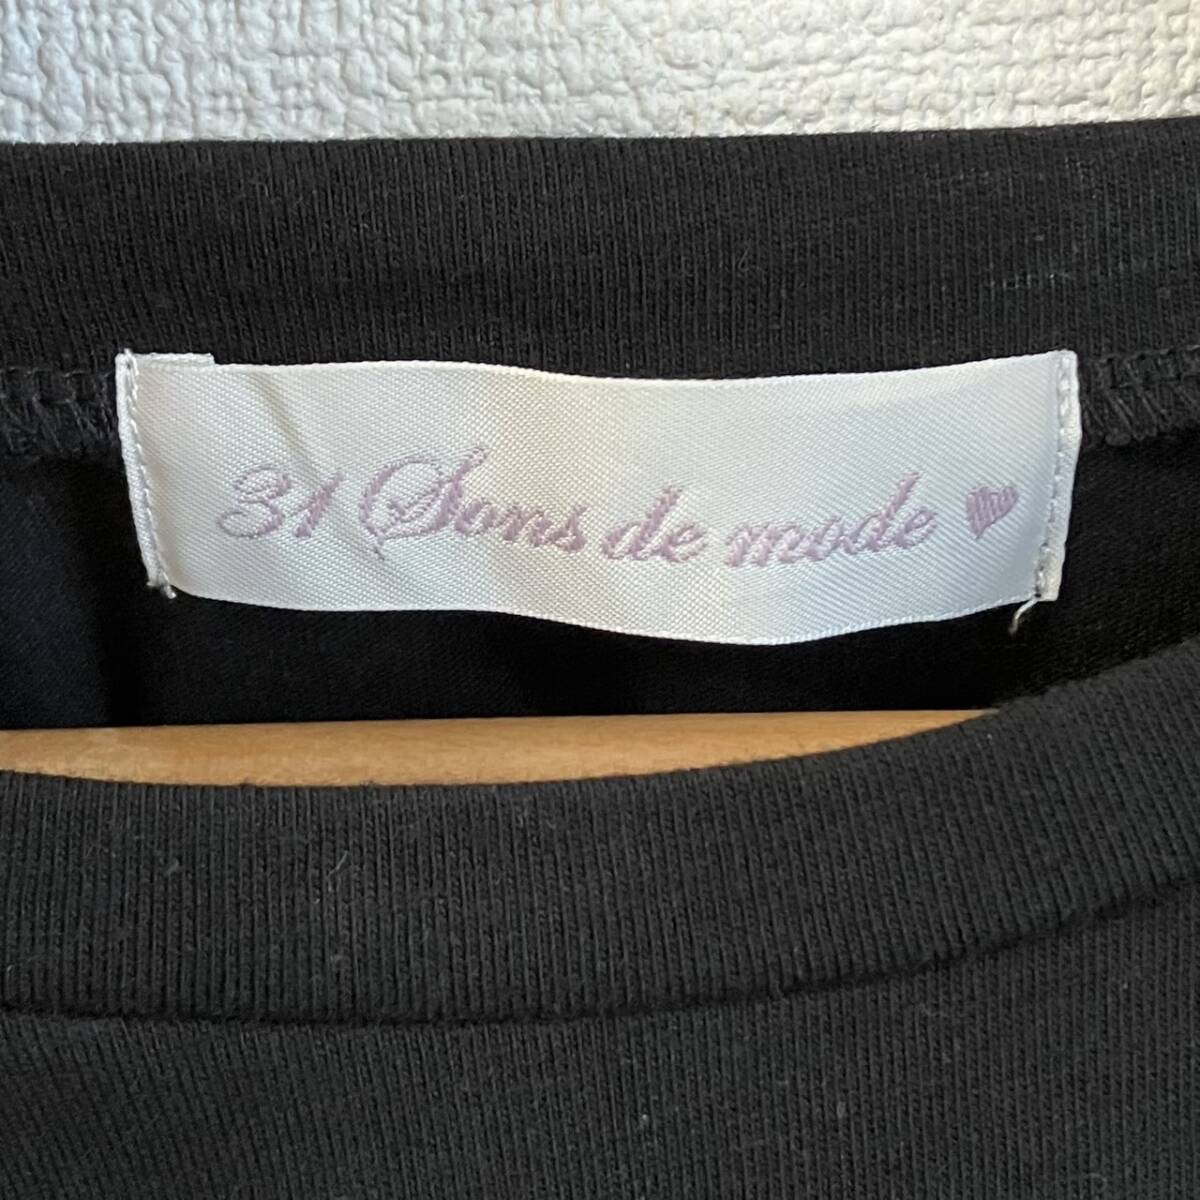 31 Sons de mode ♥